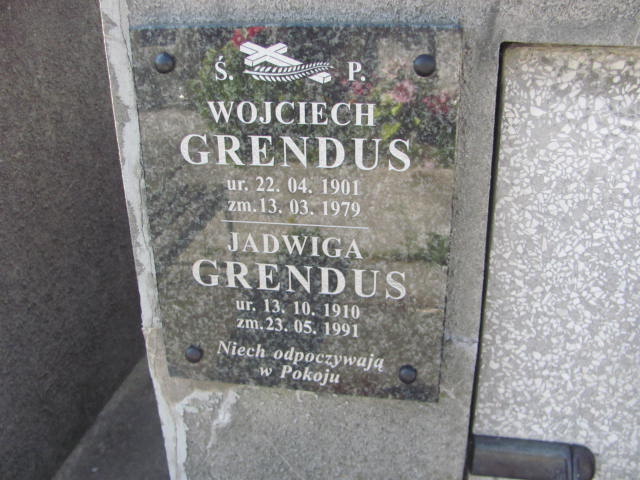 Ś. P.
WOJCIECH
GRENDUS
ur. 22. 04. 1901
zm. 13. 03. 1979
JADWIGA
GRENDUS
ur. 13. 10. 1910
zm. 23. 05. 1991
Niech odpoczywają
w Pokoju